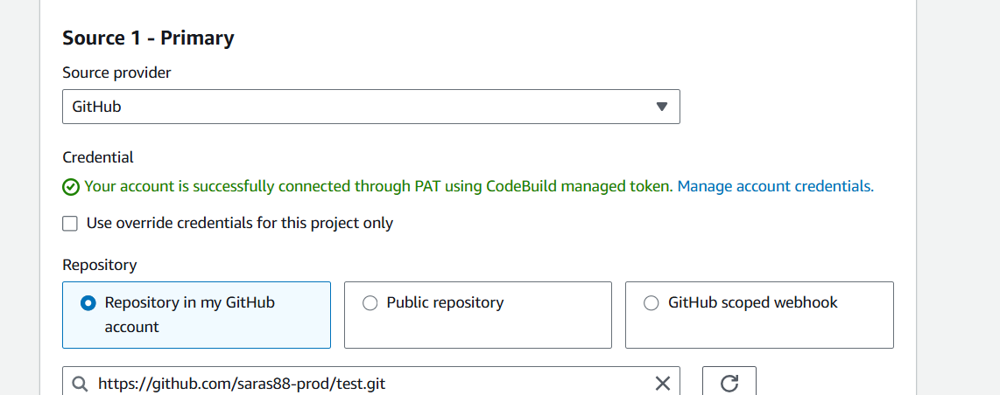 Source 1 - Primary
Source provider
GitHub
Credential
Your account is successfully connected through PAT using CodeBuild managed token. Manage account credentials.
Use override credentials for this project only
Repository
Repository in my GitHub
account
Public repository
GitHub scoped webhook
https://github.com/saras88-prod/test.git